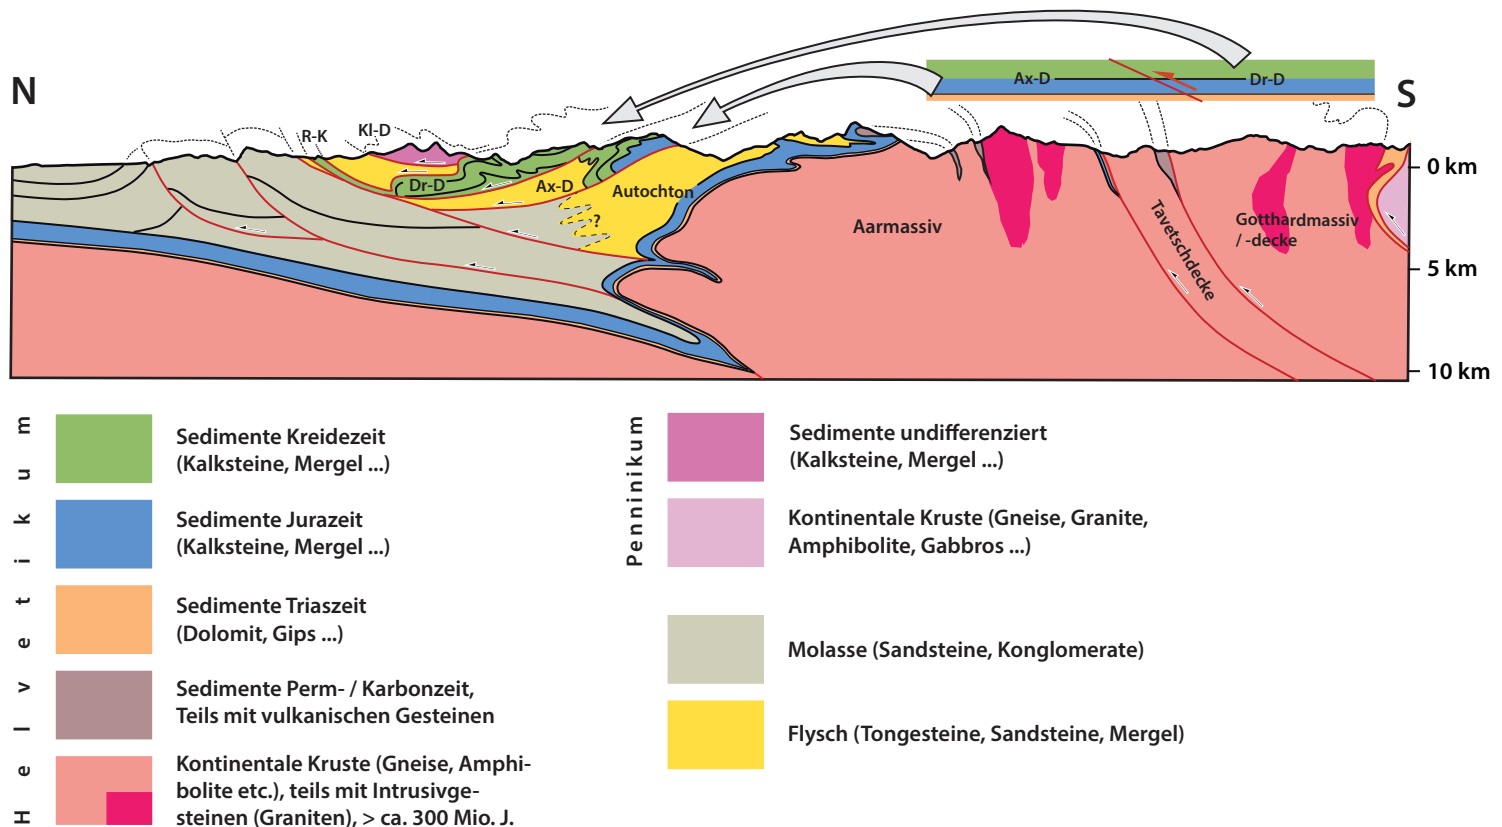 N
S
Ax-D
Dr-D
R-K
Kl-D
Dr-D
Ax-D
Autochton
?
Aarmassiv
Tavetschdecke
Gotthardmassiv
/ -decke
0 km
5 km
10 km
Helvetikum
Sedimente Kreidezeit
(Kalksteine, Mergel ...)
Sedimente Jurazeit
(Kalksteine, Mergel ...)
Sedimente Triaszeit
(Dolomit, Gips ...)
Sedimente Perm- / Karbonzeit,
Teils mit vulkanischen Gesteinen
Kontinentale Kruste (Gneise, Amphi-
bolite etc.), teils mit Intrusivge-
steinen (Graniten), > ca. 300 Mio. J.
Penninikum
Sedimente undifferenziert
(Kalksteine, Mergel ...)
Kontinentale Kruste (Gneise, Granite,
Amphibolite, Gabbros ...)
Molasse (Sandsteine, Konglomerate)
Flysch (Tongesteine, Sandsteine, Mergel)